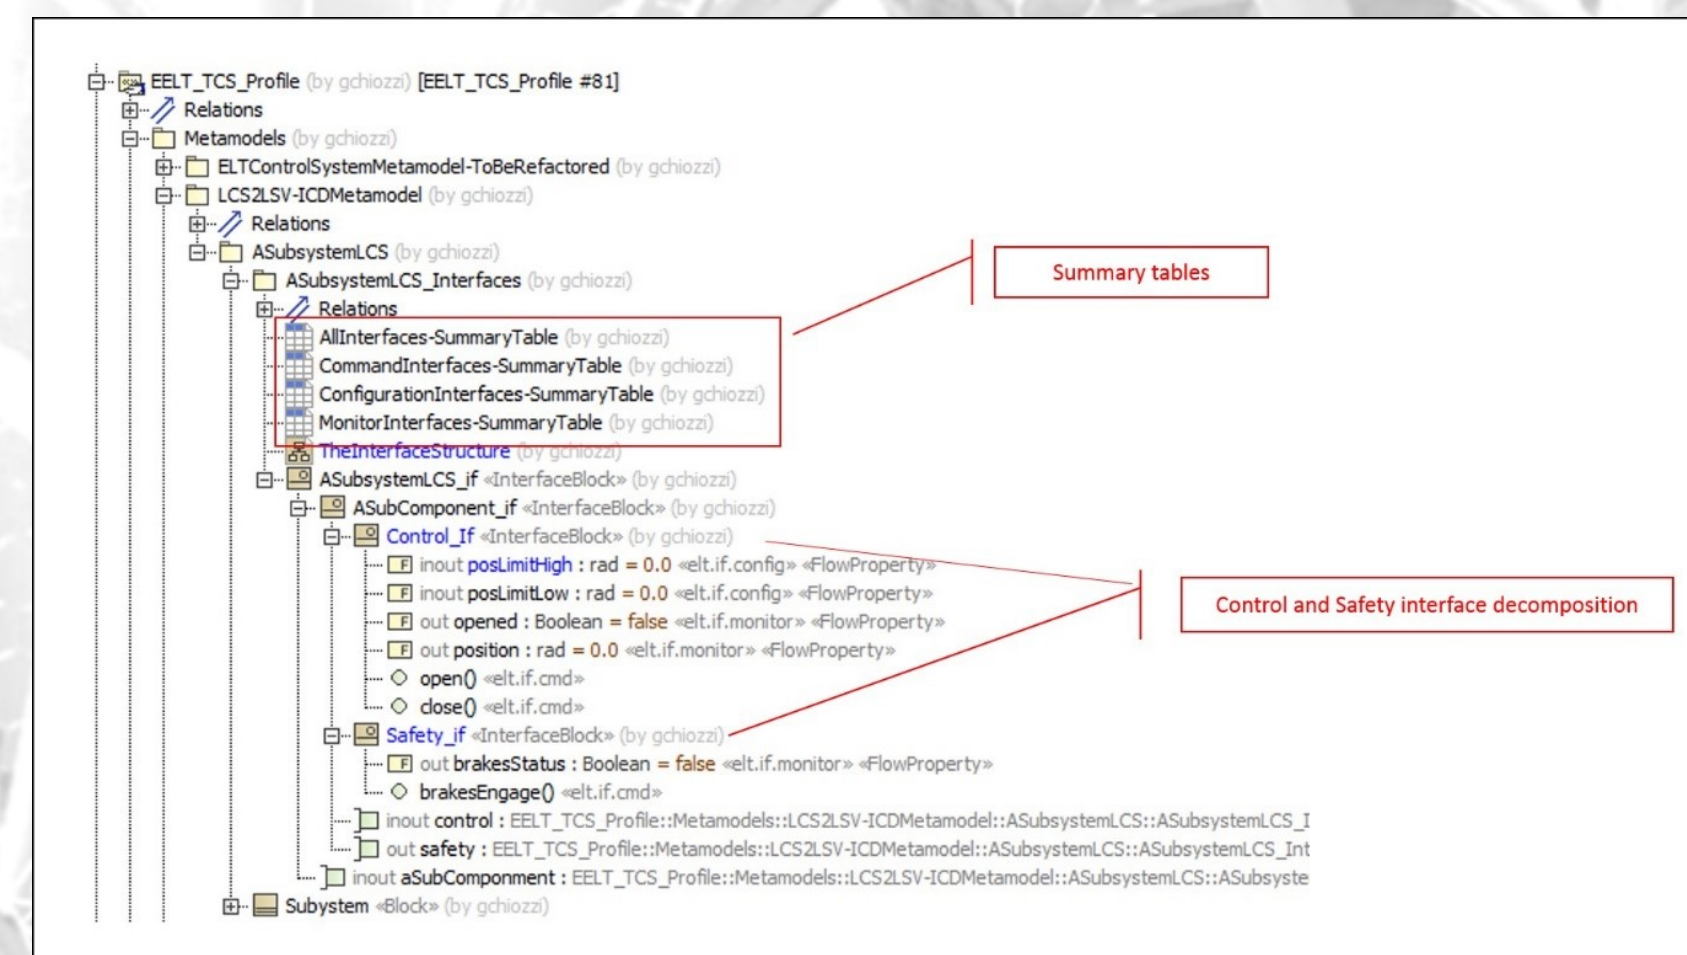 EELT_TCS_Profile (by gchiozzi) [EELT_TCS_Profile #81]
Relations
Metamodels (by gchiozzi)
ELTControlSystemMetamodel-ToBeRefactored (by gchiozzi)
LCS2LSV-ICDMetamodel (by gchiozzi)
Relations
ASubsystemLCS (by gchiozzi)
Summary tables
ASubsystemLCS_Interfaces (by gchiozzi)
Relations
AllInterfaces-SummaryTable (by gchiozzi)
CommandInterfaces-SummaryTable (by gchiozzi)
ConfigurationInterfaces-SummaryTable (by gchiozzi)
MonitorInterfaces-SummaryTable (by gchiozzi)
TheInterfaceStructure (by gchiozzi)
ASubsystemLCS_if «InterfaceBlock» (by gchiozzi)
ASubComponent_if «InterfaceBlock» (by gchiozzi)
Control_If «InterfaceBlock» (by gchiozzi)
F inout posLimitHigh : rad = 0.0 «elt.if.config» «FlowProperty»
F inout posLimitLow : rad = 0.0 «elt.if.config» «FlowProperty»
Control and Safety interface decomposition
F out opened : Boolean = false «elt.if.monitor» «FlowProperty»
F out position : rad = 0.0 «elt.if.monitor» «FlowProperty»
open() «elt.if.cmd»
close() «elt.if.cmd»
Safety_if «InterfaceBlock» (by gchiozzi)
F out brakesStatus : Boolean = false «elt.if.monitor» «FlowProperty»
brakesEngage() «elt.if.cmd»
inout control : EELT_TCS_Profile::Metamodels::LCS2LSV-ICDMetamodel::ASubsystemLCS::ASubsystemLCS_I
out safety : EELT_TCS_Profile::Metamodels::LCS2LSV-ICDMetamodel::ASubsystemLCS::ASubsystemLCS_Int
inout aSubComponment : EELT_TCS_Profile::Metamodels::LCS2LSV-ICDMetamodel::ASubsystemLCS::ASubsyste
Subystem «Block» (by gchiozzi)